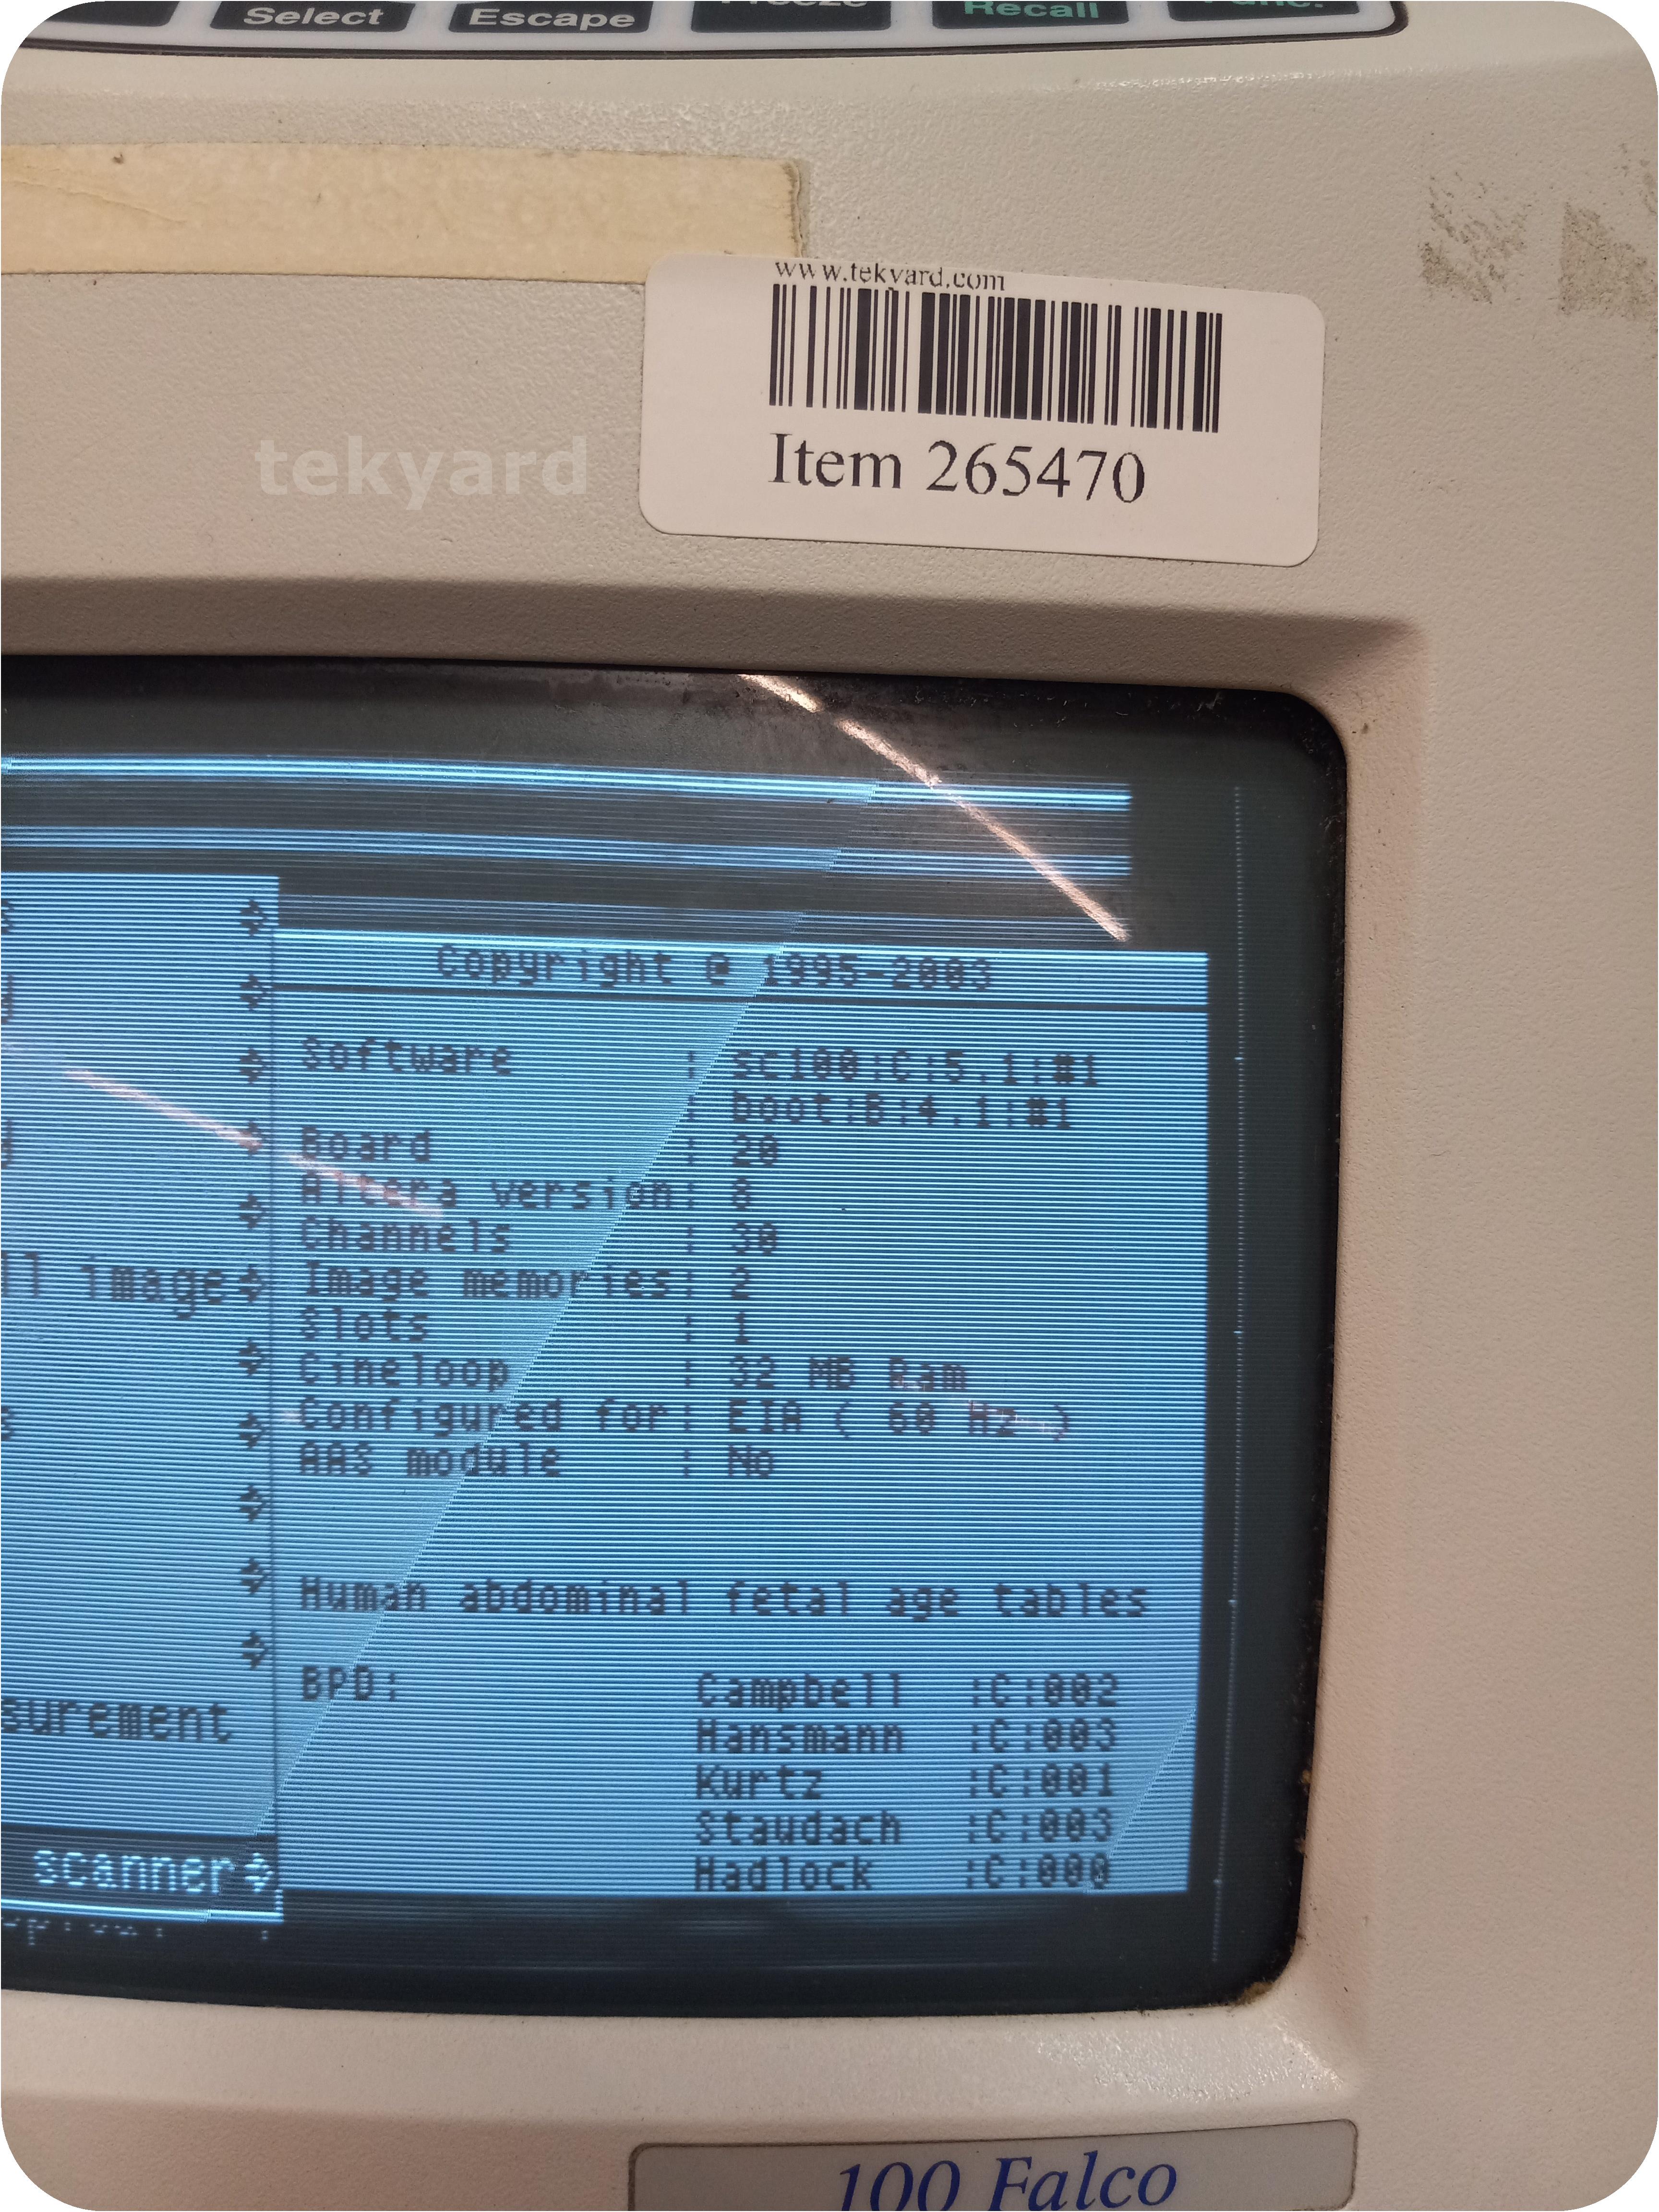 Select Escape Freeze Recall Func.
www.tekyard.com
Item 265470
tekyard
Copyright @ 1995-2003
Software : sc100:C:5.1:#1
: boot:B:4.1:#1
Board : 20
Altera version: 8
Channels : 30
ll image
Image memories: 2
Slots : 1
Cineloop : 32 MB Ram
Configured for: EIA ( 60 Hz )
AAS module : No
Human abdominal fetal age tables
BPD: Campbell :C:002
surement
Hansmann :C:003
Kurtz :C:001
Staudach :C:003
scanner
Hadlock :C:000
100 Falco